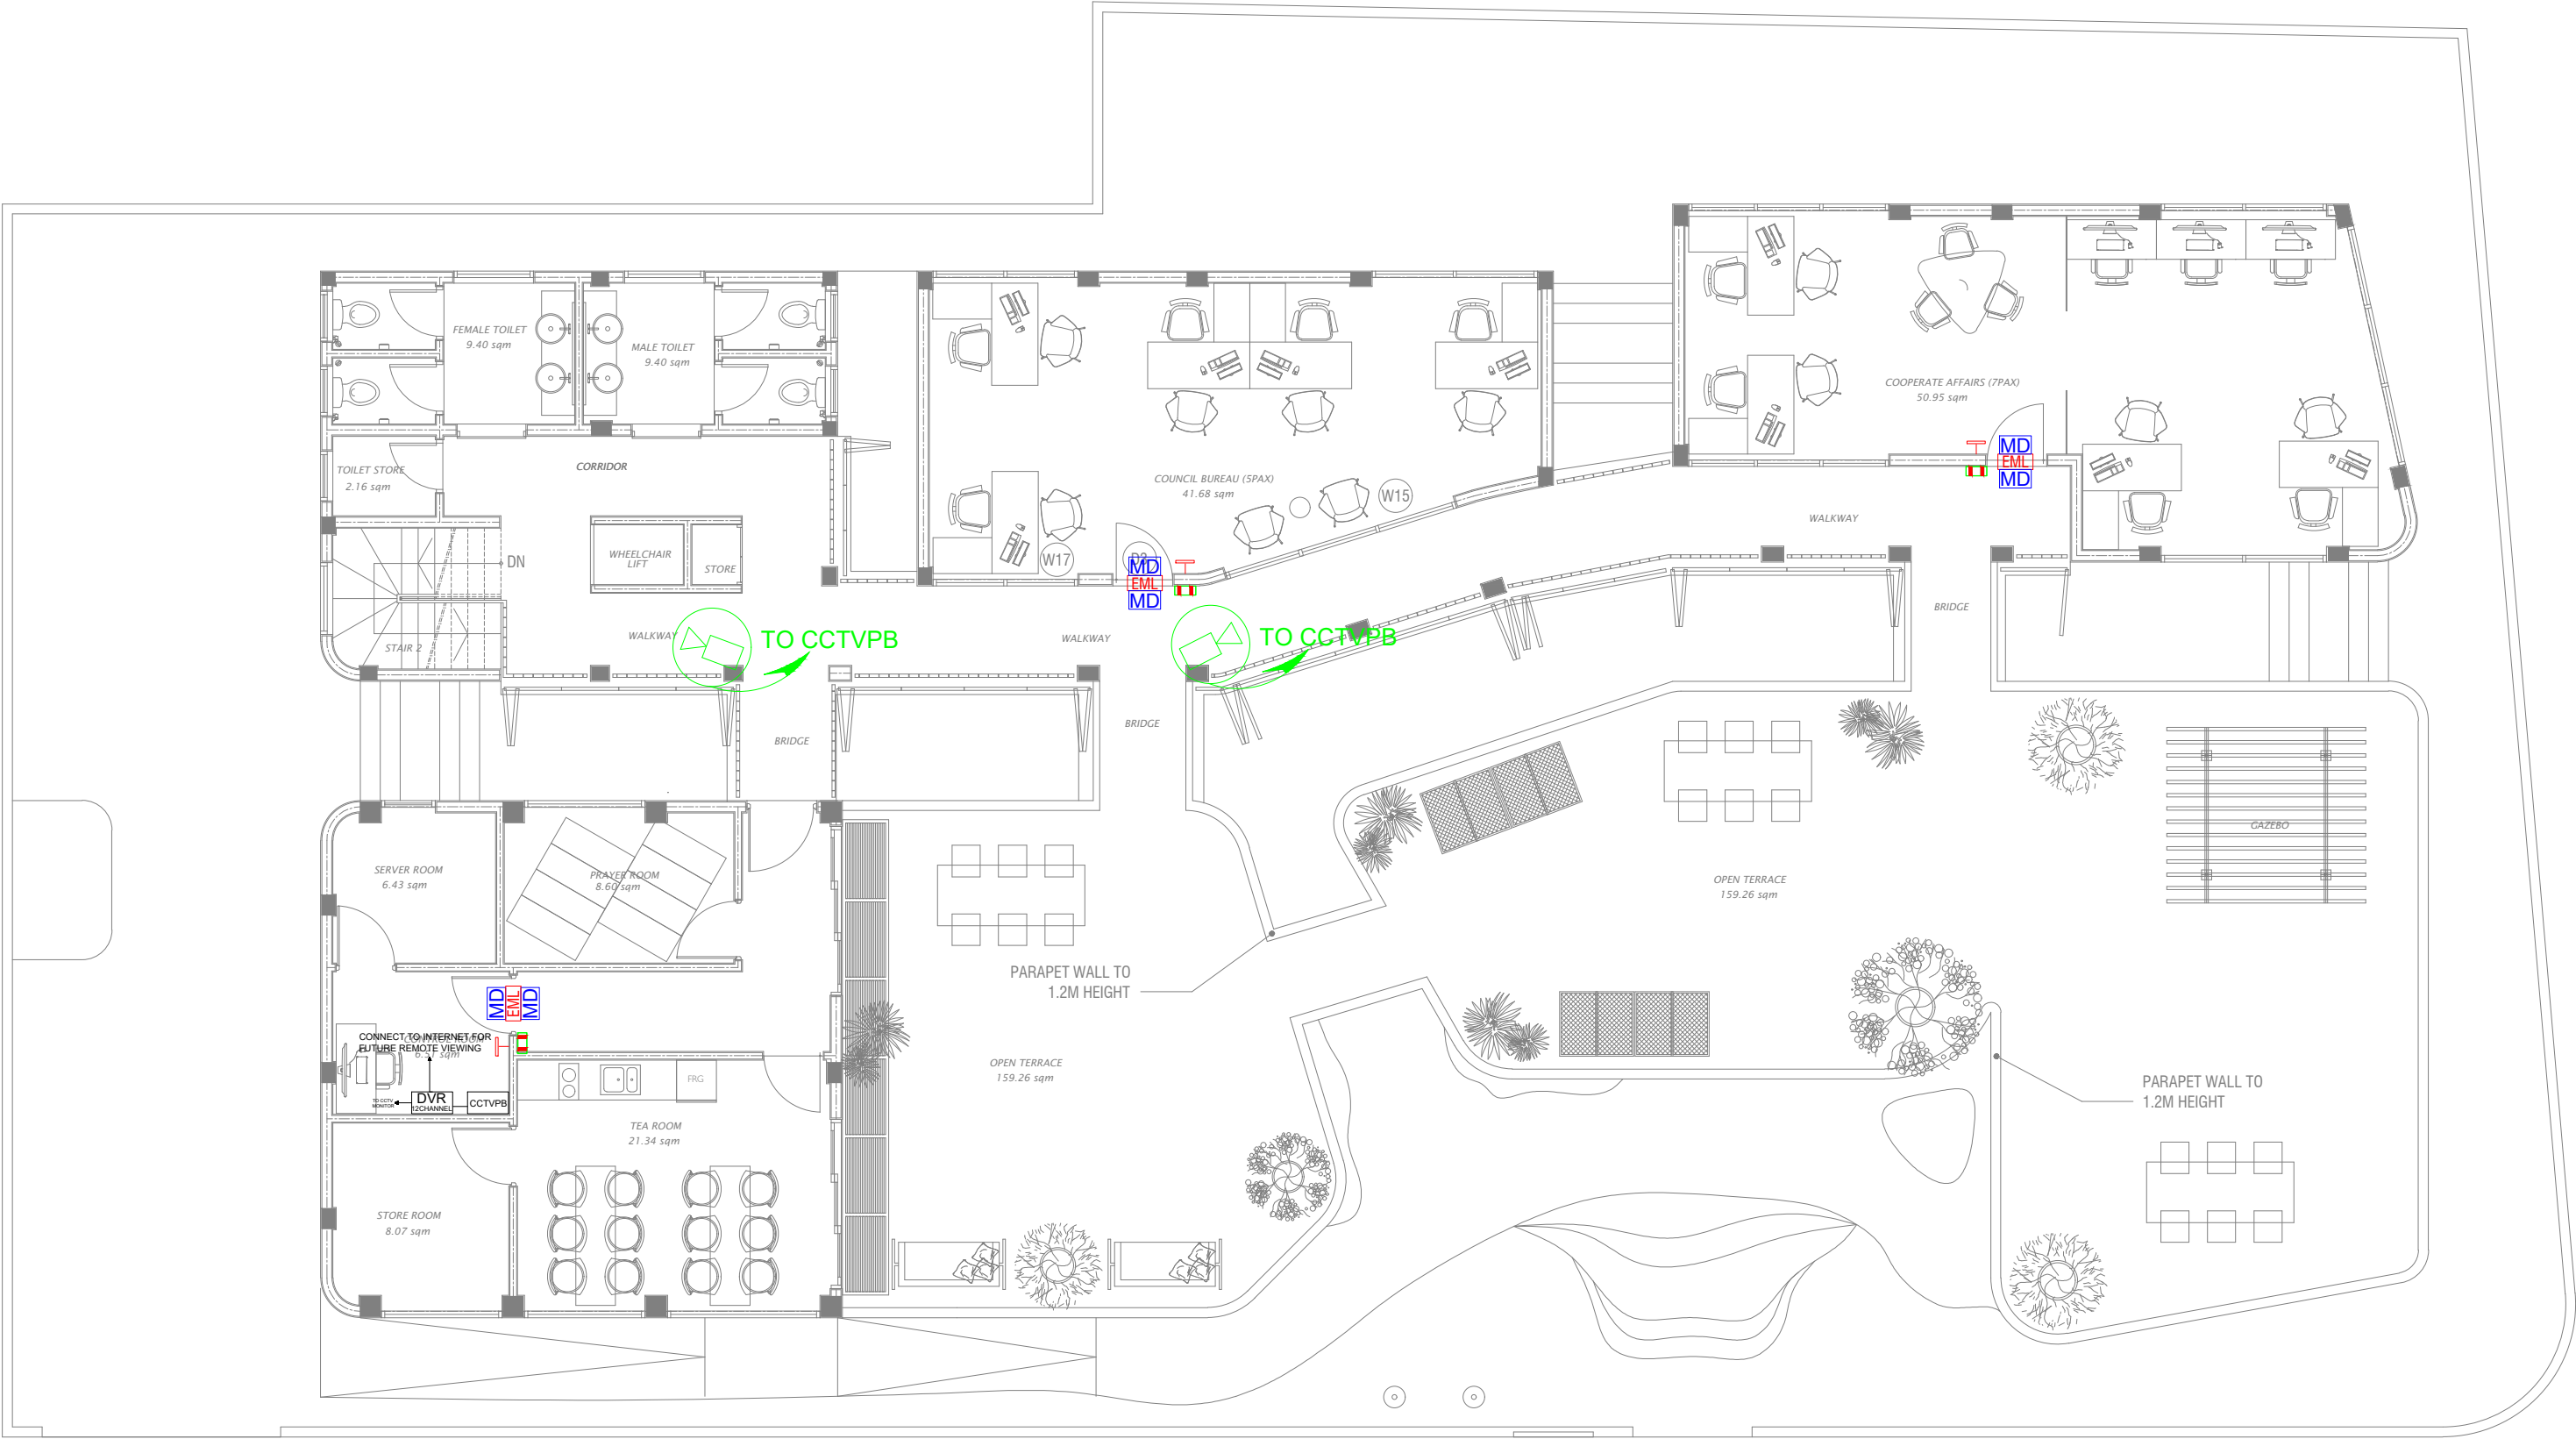 FEMALE TOILET
9.40 sqm
MALE TOILET
9.40 sqm
COOPERATE AFFAIRS (7PAX)
50.95 sqm
MD
EML
MD
TOILET STORE
2.16 sqm
CORRIDOR
COUNCIL BUREAU (5PAX)
41.68 sqm
W15
WALKWAY
WHEELCHAIR
LIFT
STORE
DN
W17
MD
EML
MD
STAIR 2
WALKWAY
TO CCTVPB
WALKWAY
TO CCTVPB
BRIDGE
BRIDGE
BRIDGE
GAZEBO
SERVER ROOM
6.43 sqm
PRAYER ROOM
8.60 sqm
OPEN TERRACE
159.26 sqm
PARAPET WALL TO
1.2M HEIGHT
MD
EML
MD
CONNECT TO INTERNET FOR
FUTURE REMOTE VIEWING
TO CCTV
MONITOR
DVR
12CHANNEL
CCTVPB
FRG
OPEN TERRACE
159.26 sqm
PARAPET WALL TO
1.2M HEIGHT
TEA ROOM
21.34 sqm
STORE ROOM
8.07 sqm